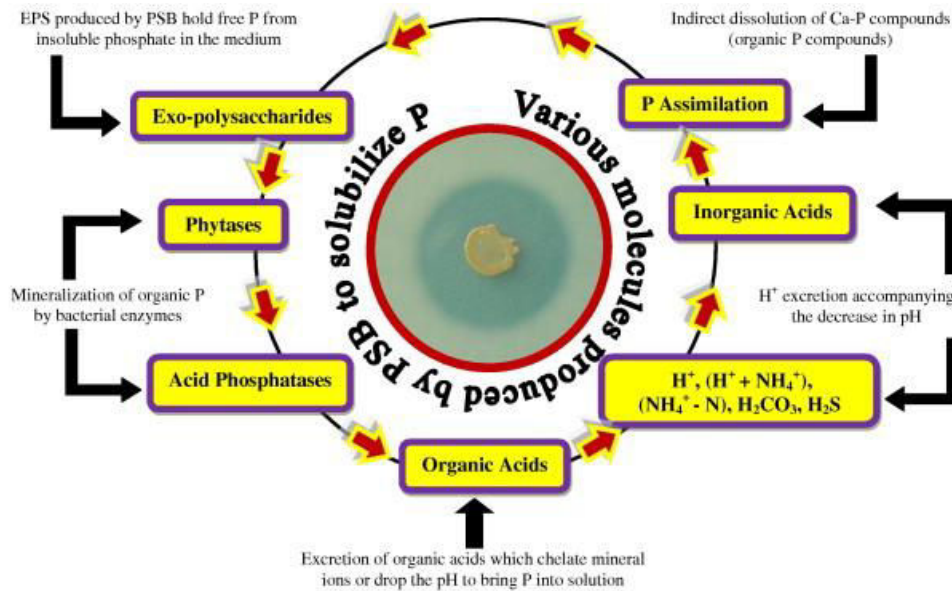 EPS produced by PSB hold free P from
insoluble phosphate in the medium
Indirect dissolution of Ca-P compounds
(organic P compounds)
Exo-polysaccharides
P Assimilation
Various molecules produced by PSB to solubilize P
Phytases
Inorganic Acids
Mineralization of organic P
by bacterial enzymes
H⁺ excretion accompanying
the decrease in pH
Acid Phosphatases
H⁺, (H⁺ + NH₄⁺),
(NH₄⁺ - N), H₂CO₃, H₂S
Organic Acids
Excretion of organic acids which chelate mineral
ions or drop the pH to bring P into solution